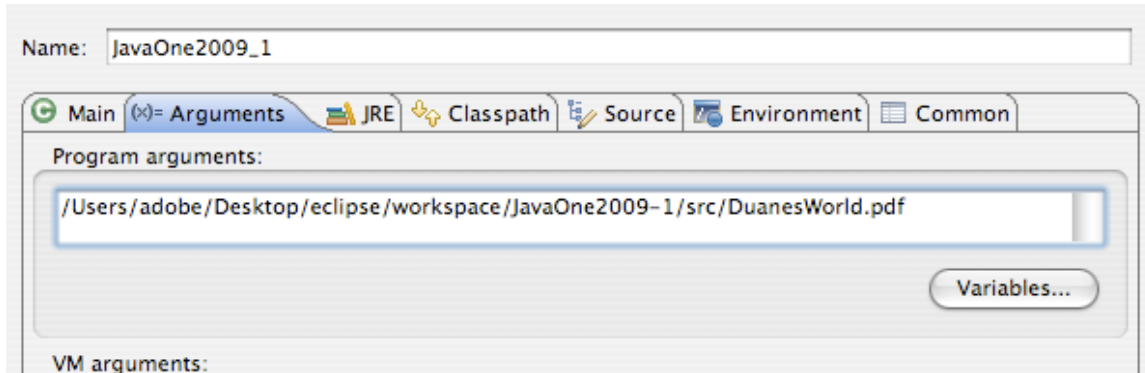 Name: JavaOne2009_1
Main (x)= Arguments JRE Classpath Source Environment Common
Program arguments:
/Users/adobe/Desktop/eclipse/workspace/JavaOne2009-1/src/DuanesWorld.pdf
Variables...
VM arguments: